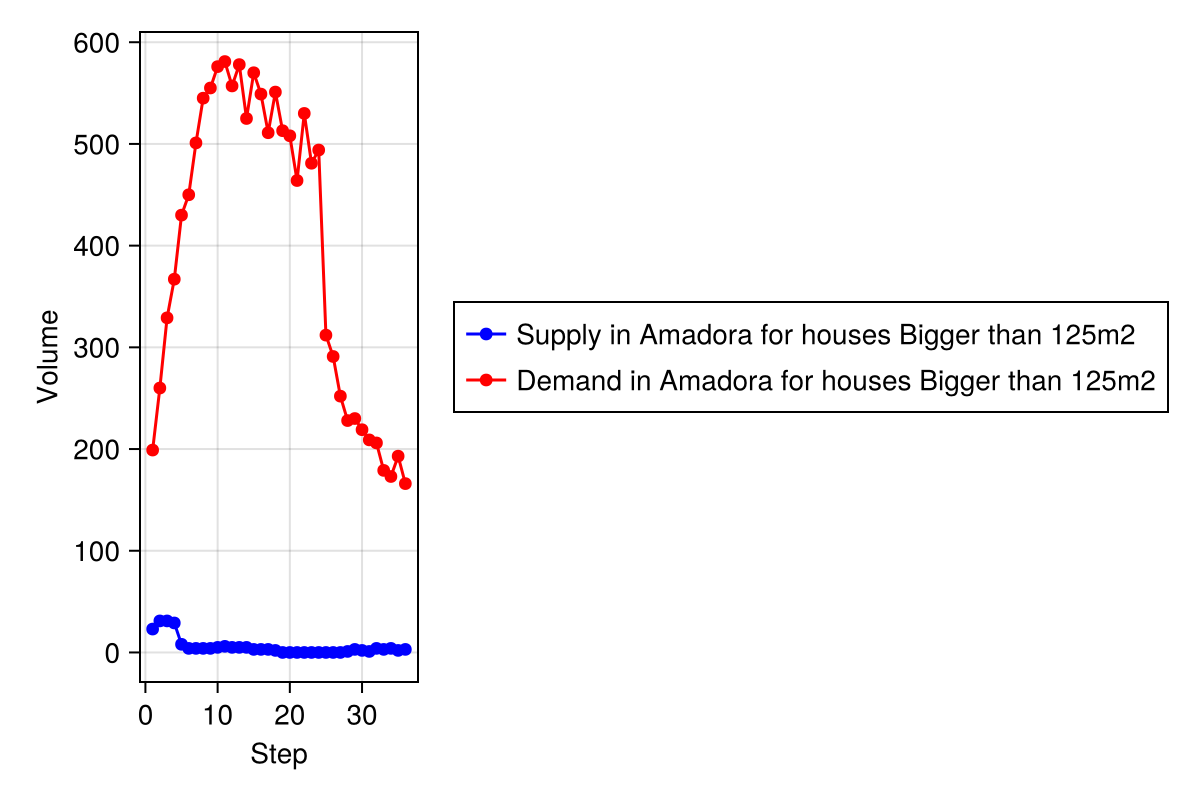 600
500
400
300
200
100
0
Volume
0 10 20 30
Step
Supply in Amadora for houses Bigger than 125m2
Demand in Amadora for houses Bigger than 125m2